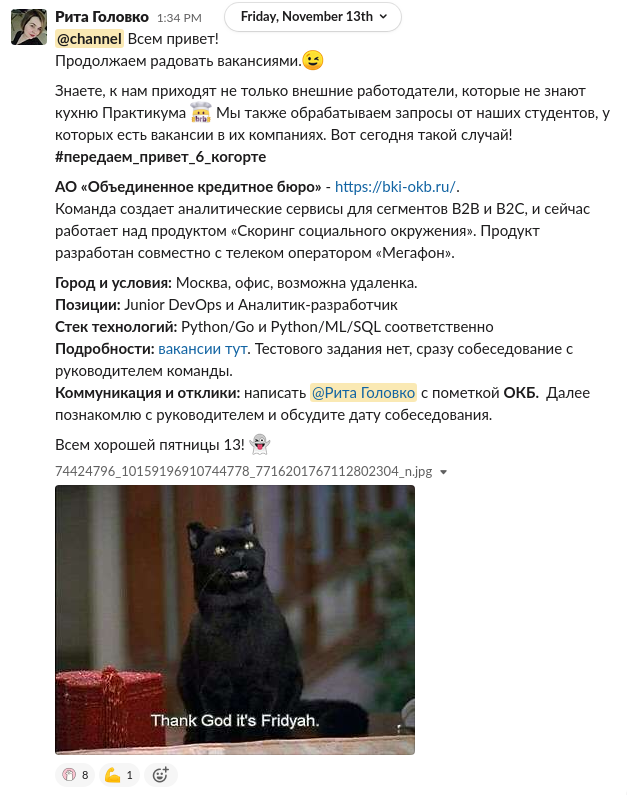 Рита Головко 1:34 PM
Friday, November 13th
@channel Всем привет!
Продолжаем радовать вакансиями.
Знаете, к нам приходят не только внешние работодатели, которые не знают
кухню Практикума Мы также обрабатываем запросы от наших студентов, у
которых есть вакансии в их компаниях. Вот сегодня такой случай!
#передаем_привет_6_когорте
АО «Объединенное кредитное бюро» - https://bki-okb.ru/.
Команда создает аналитические сервисы для сегментов B2B и B2C, и сейчас
работает над продуктом «Скоринг социального окружения». Продукт
разработан совместно с телеком оператором «Мегафон».
Город и условия: Москва, офис, возможна удаленка.
Позиции: Junior DevOps и Аналитик-разработчик
Стек технологий: Python/Go и Python/ML/SQL соответственно
Подробности: вакансии тут. Тестового задания нет, сразу собеседование с
руководителем команды.
Коммуникация и отклики: написать @Рита Головко с пометкой ОКБ. Далее
познакомлю с руководителем и обсудите дату собеседования.
Всем хорошей пятницы 13!
74424796_10159196910744778_7716201767112802304_n.jpg
Thank God it's Fridyah.
8 1